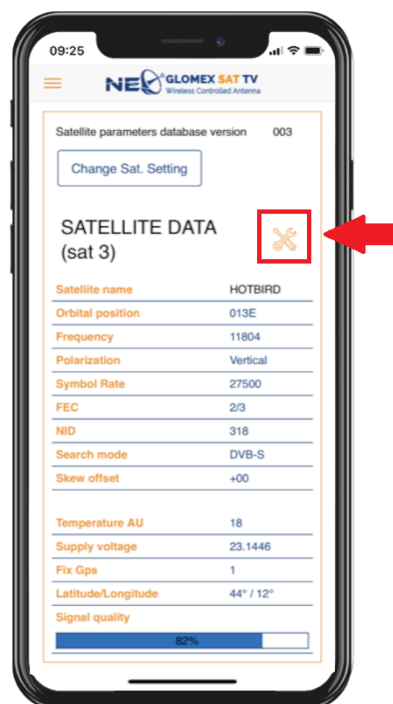 09:25
NEO GLOMEX SAT TV
Wireless Controlled Antenna
Satellite parameters database version 003
Change Sat. Setting
SATELLITE DATA
(sat 3)
Satellite name HOTBIRD
Orbital position 013E
Frequency 11804
Polarization Vertical
Symbol Rate 27500
FEC 2/3
NID 318
Search mode DVB-S
Skew offset +00
Temperature AU 18
Supply voltage 23.1446
Fix Gps 1
Latitude/Longitude 44° / 12°
Signal quality
82%